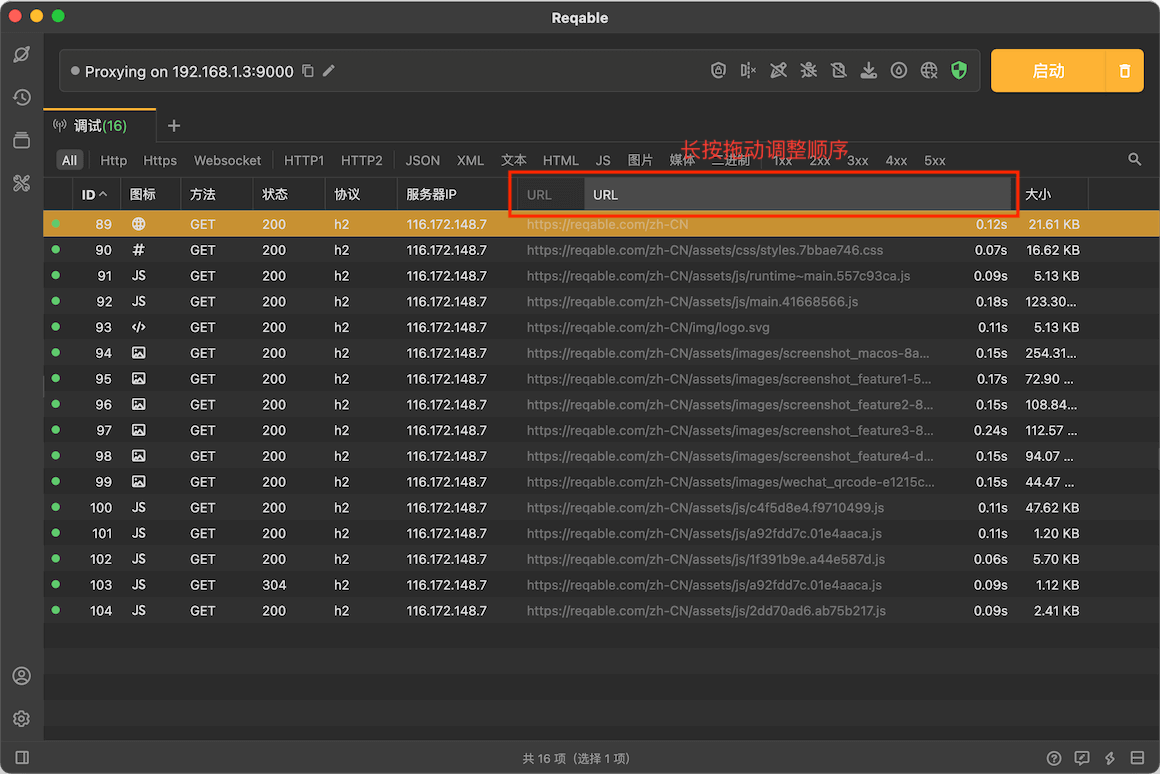 Reqable
Proxying on 192.168.1.3:9000
启动
调试(16)
长按拖动调整顺序
All Http Https Websocket HTTP1 HTTP2 JSON XML 文本 HTML JS 图片 媒体 二进制 1xx 2xx 3xx 4xx 5xx
ID 图标 方法 状态 协议 服务器IP URL URL 大小
89 GET 200 h2 116.172.148.7 https://reqable.com/zh-CN 0.12s 21.61 KB
90 # GET 200 h2 116.172.148.7 https://reqable.com/zh-CN/assets/css/styles.7bbae746.css 0.07s 16.62 KB
91 JS GET 200 h2 116.172.148.7 https://reqable.com/zh-CN/assets/js/runtime~main.557c93ca.js 0.09s 5.13 KB
92 JS GET 200 h2 116.172.148.7 https://reqable.com/zh-CN/assets/js/main.41668566.js 0.18s 123.30...
93 </> GET 200 h2 116.172.148.7 https://reqable.com/zh-CN/img/logo.svg 0.11s 5.13 KB
94 GET 200 h2 116.172.148.7 https://reqable.com/zh-CN/assets/images/screenshot_macos-8a... 0.15s 254.31...
95 GET 200 h2 116.172.148.7 https://reqable.com/zh-CN/assets/images/screenshot_feature1-5... 0.17s 72.90 ...
96 GET 200 h2 116.172.148.7 https://reqable.com/zh-CN/assets/images/screenshot_feature2-8... 0.15s 108.84...
97 GET 200 h2 116.172.148.7 https://reqable.com/zh-CN/assets/images/screenshot_feature3-8... 0.24s 112.57 ...
98 GET 200 h2 116.172.148.7 https://reqable.com/zh-CN/assets/images/screenshot_feature4-d... 0.15s 94.07 ...
99 GET 200 h2 116.172.148.7 https://reqable.com/zh-CN/assets/images/wechat_qrcode-e1215c... 0.15s 44.47 ...
100 JS GET 200 h2 116.172.148.7 https://reqable.com/zh-CN/assets/js/c4f5d8e4.f9710499.js 0.11s 47.62 KB
101 JS GET 200 h2 116.172.148.7 https://reqable.com/zh-CN/assets/js/a92fdd7c.01e4aaca.js 0.11s 1.20 KB
102 JS GET 200 h2 116.172.148.7 https://reqable.com/zh-CN/assets/js/1f391b9e.a44e587d.js 0.06s 5.70 KB
103 JS GET 304 h2 116.172.148.7 https://reqable.com/zh-CN/assets/js/a92fdd7c.01e4aaca.js 0.09s 1.12 KB
104 JS GET 200 h2 116.172.148.7 https://reqable.com/zh-CN/assets/js/2dd70ad6.ab75b217.js 0.09s 2.41 KB
共 16 项（选择 1 项）